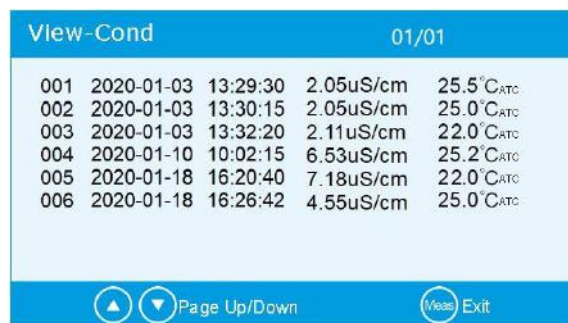 View-Cond 01/01
001 2020-01-03 13:29:30 2.05uS/cm 25.5°CATC
002 2020-01-03 13:30:15 2.05uS/cm 25.0°CATC
003 2020-01-03 13:32:20 2.11uS/cm 22.0°CATC
004 2020-01-10 10:02:15 6.53uS/cm 25.2°CATC
005 2020-01-18 16:20:40 7.18uS/cm 22.0°CATC
006 2020-01-18 16:26:42 4.55uS/cm 25.0°CATC
Page Up/Down Meas Exit